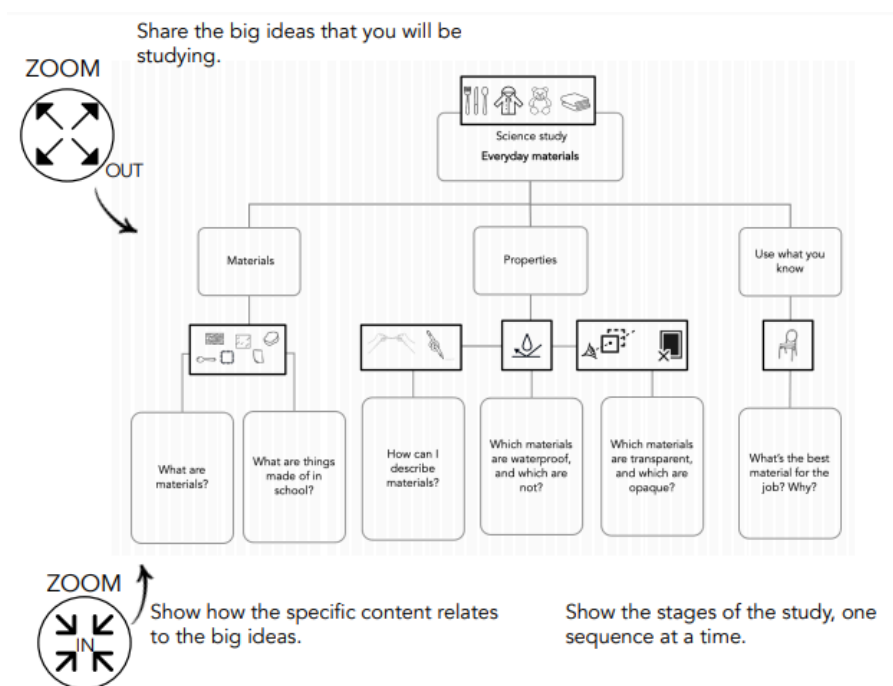 Share the big ideas that you will be
studying.
ZOOM
OUT
Science study
Everyday materials
Materials
Properties
Use what you
know
What are
materials?
What are things
made of in
school?
How can I
describe
materials?
Which materials
are waterproof,
and which are
not?
Which materials
are transparent,
and which are
opaque?
What's the best
material for the
job? Why?
ZOOM
IN
Show how the specific content relates
to the big ideas.
Show the stages of the study, one
sequence at a time.